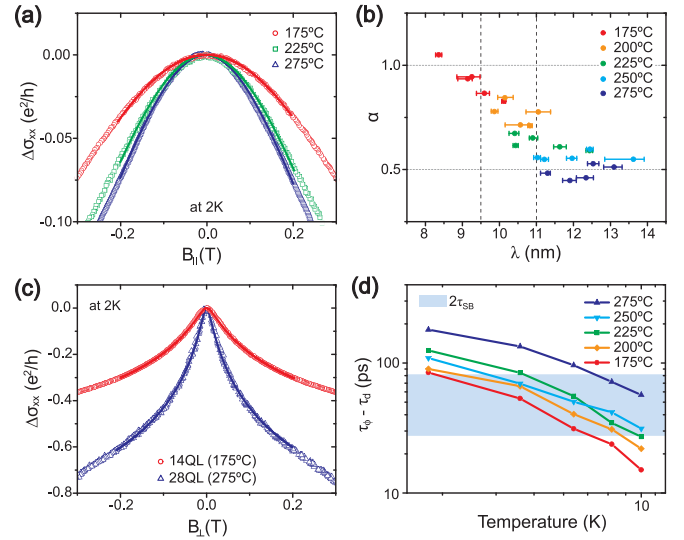 (a)
175ºC
225ºC
275ºC
0.00
-0.05
-0.10
Δσxx (e²/h)
at 2K
-0.2 0.0 0.2
B||(T)
(b)
175ºC
200ºC
225ºC
250ºC
275ºC
1.0
0.5
α
8 9 10 11 12 13 14
λ (nm)
(c)
at 2K
0.0
-0.2
-0.4
-0.6
-0.8
Δσxx (e²/h)
14QL (175ºC)
28QL (275ºC)
-0.2 0.0 0.2
B⊥(T)
(d)
2τSB
275ºC
250ºC
225ºC
200ºC
175ºC
100
10
τϕ - τd (ps)
10
Temperature (K)